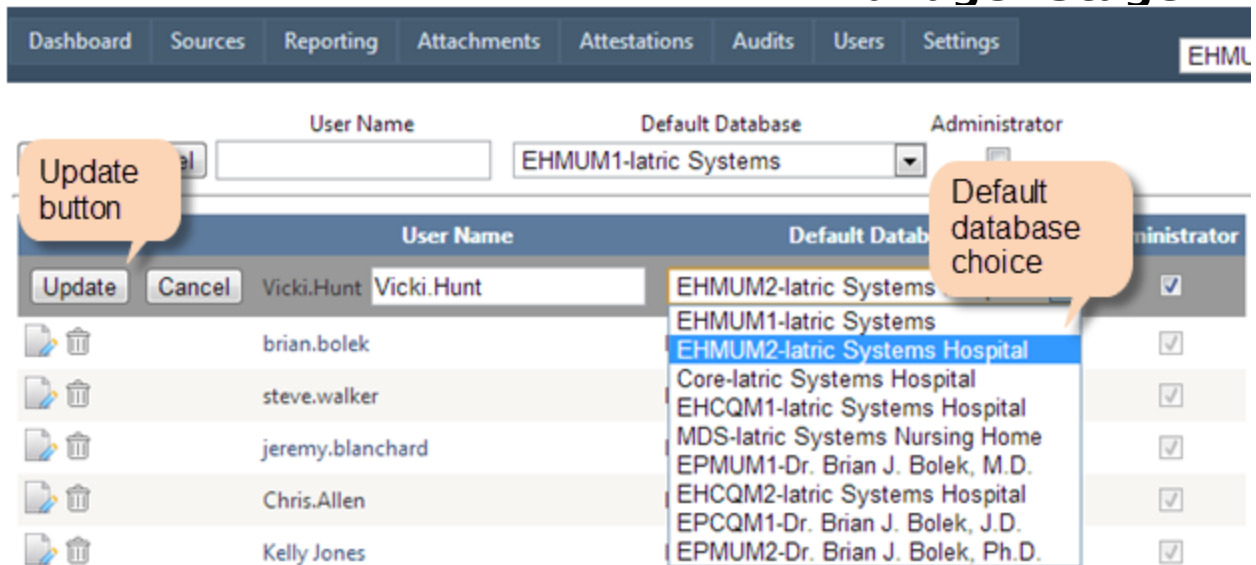 Dashboard Sources Reporting Attachments Attestations Audits Users Settings
EHMU
User Name Default Database Administrator
EHMUM1-Iatric Systems
Update
button
Default
database
choice
User Name
Update Cancel Vicki.Hunt Vicki.Hunt EHMUM2-Iatric Systems
EHMUM1-Iatric Systems
brian.bolek EHMUM2-Iatric Systems Hospital
steve.walker Core-Iatric Systems Hospital
EHCQM1-Iatric Systems Hospital
jeremy.blanchard MDS-Iatric Systems Nursing Home
EPMUM1-Dr. Brian J. Bolek, M.D.
Chris.Allen EHCQM2-Iatric Systems Hospital
EPCQM1-Dr. Brian J. Bolek, J.D.
Kelly Jones EPMUM2-Dr. Brian J. Bolek, Ph.D.